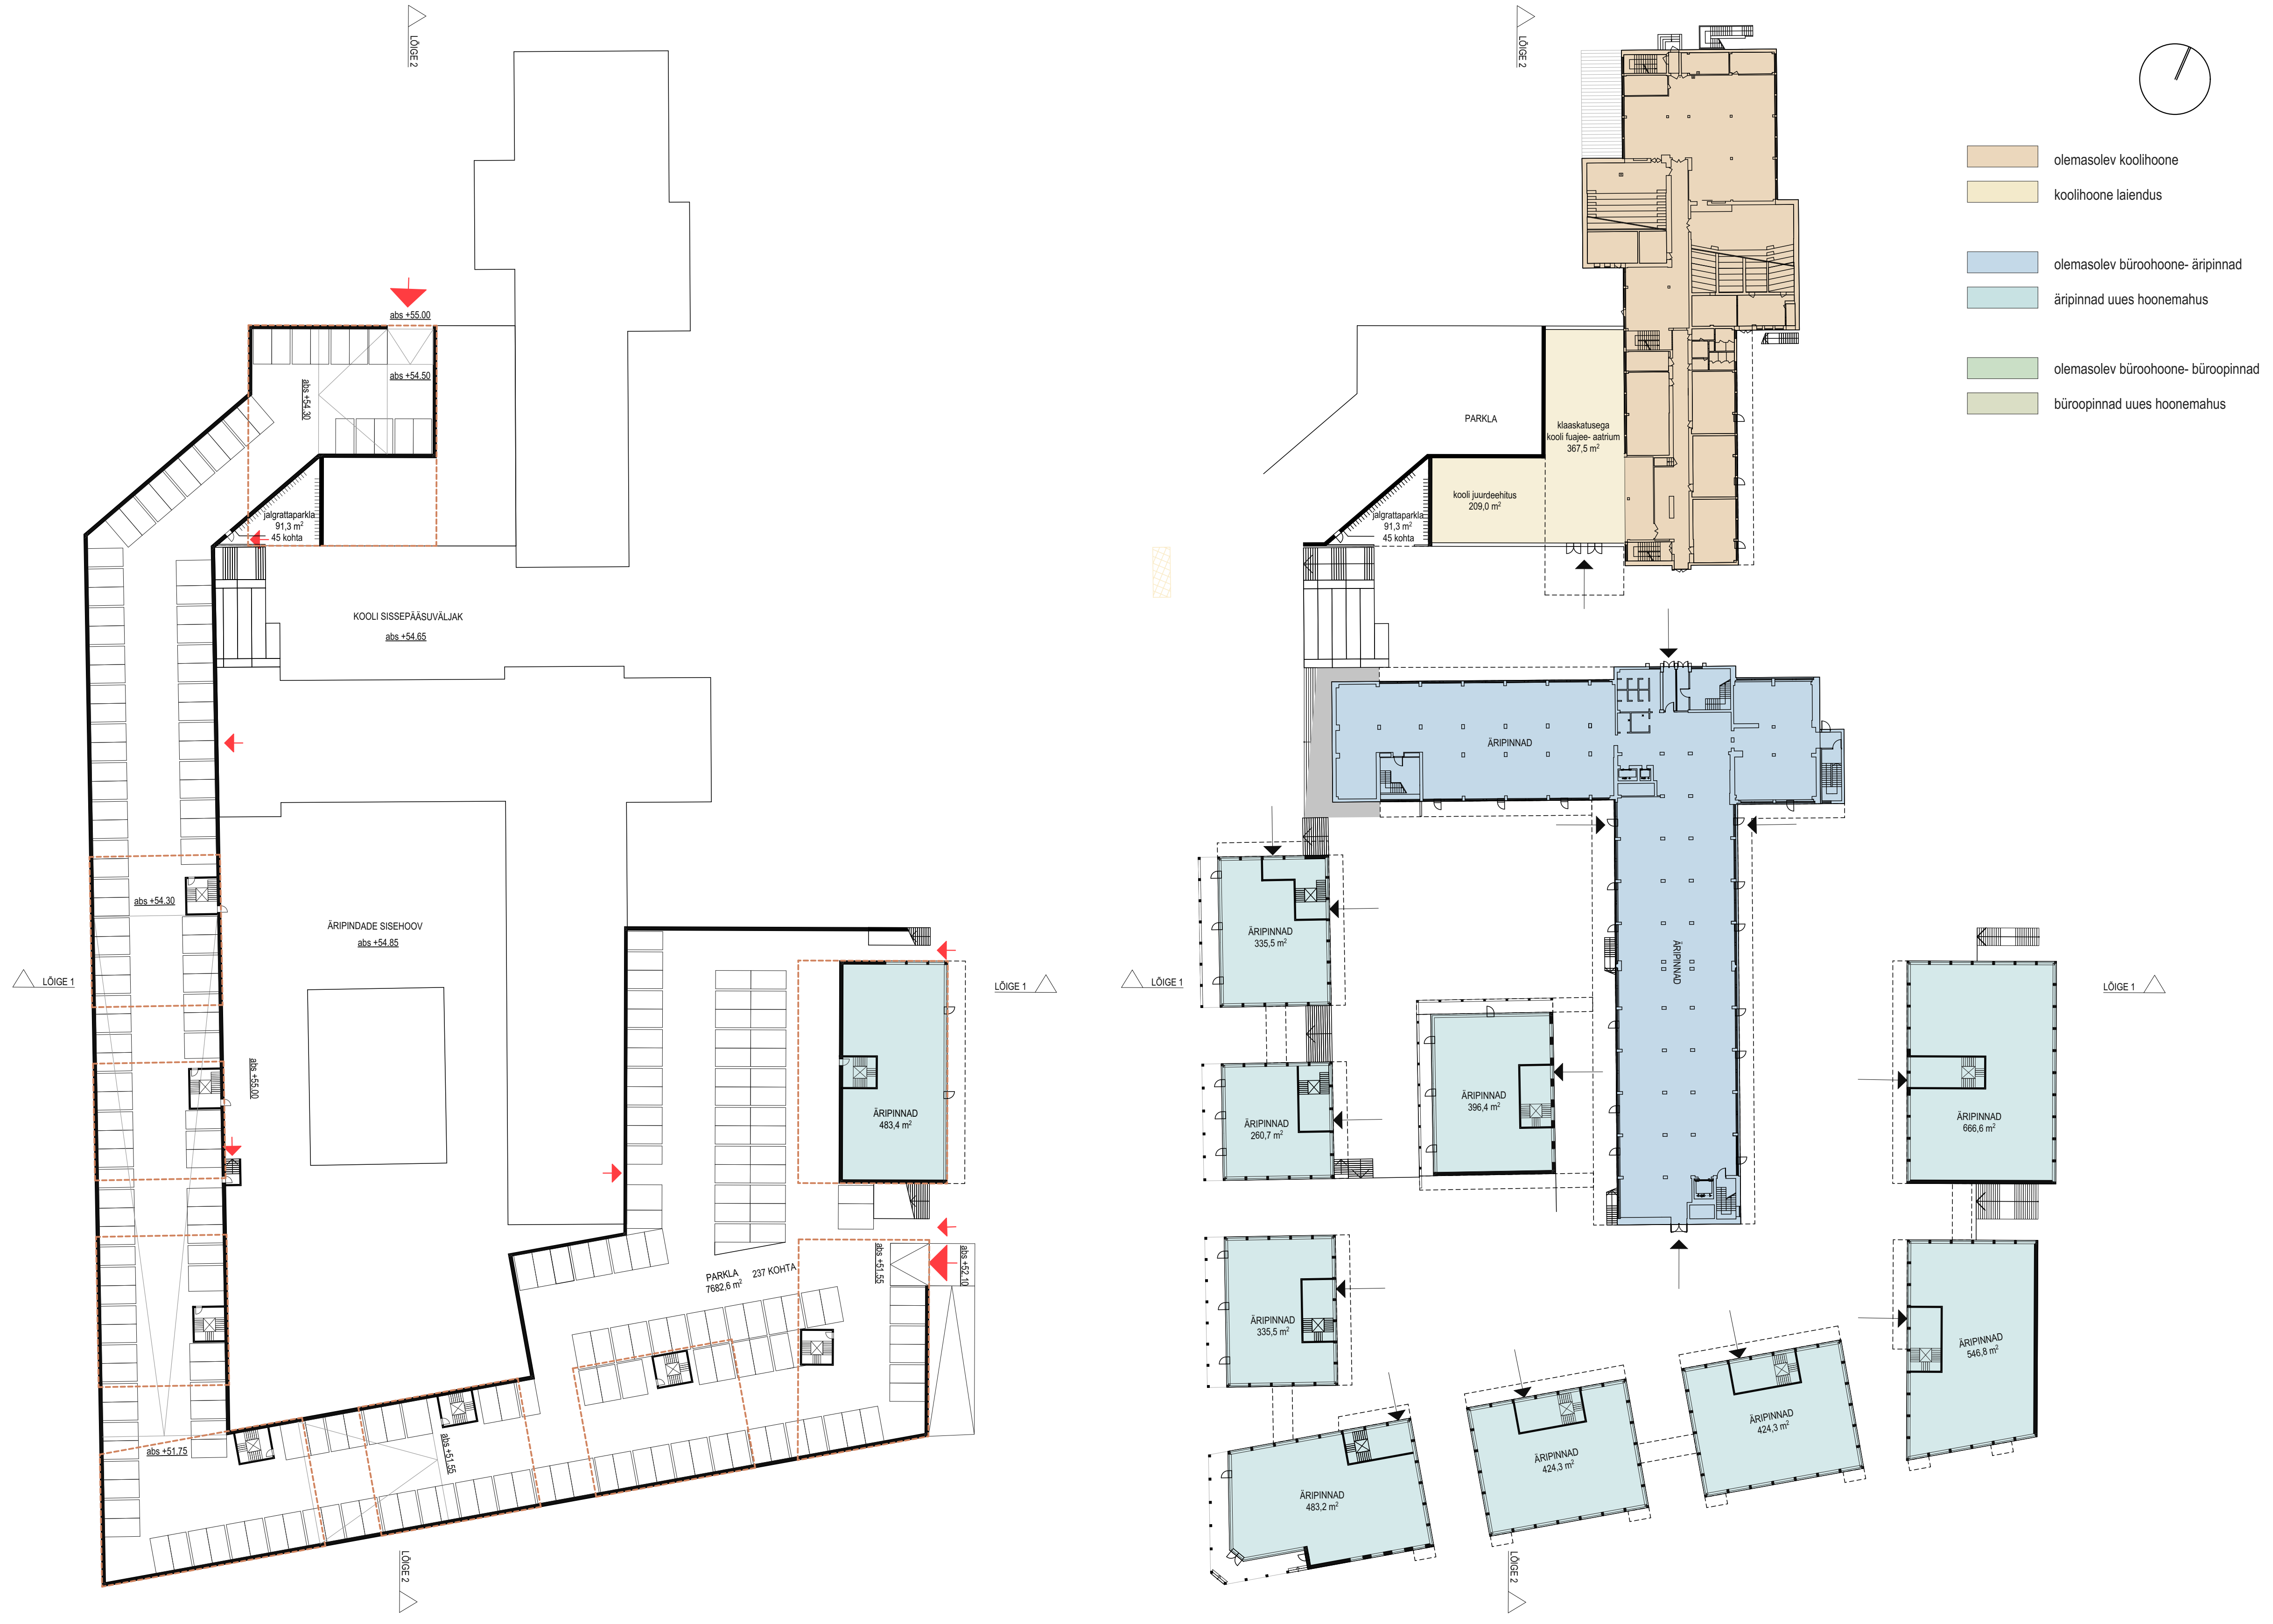 LÕIGE 2
abs +55.00
abs +54.50
abs +54.30
jalgrattaparkla
91,3 m²
45 kohta
KOOLI SISSEPÄÄSUVÄLJAK
abs +54.65
abs +54.30
ÄRIPINDADE SISEHOOV
abs +54.85
LÕIGE 1
LÕIGE 1
abs +55.00
ÄRIPINNAD
483,4 m²
abs +51.55
abs +52.10
PARKLA 237 KOHTA
7682,6 m²
abs +51.75
abs +51.55
LÕIGE 2
LÕIGE 2
PARKLA
klaaskatusega
kooli fuajee- aatrium
367,5 m²
kooli juurdeehitus
209,0 m²
jalgrattaparkla
91,3 m²
45 kohta
ÄRIPINNAD
ÄRIPINNAD
ÄRIPINNAD
335,5 m²
LÕIGE 1
LÕIGE 1
ÄRIPINNAD
396,4 m²
ÄRIPINNAD
260,7 m²
ÄRIPINNAD
666,6 m²
ÄRIPINNAD
335,5 m²
ÄRIPINNAD
546,8 m²
ÄRIPINNAD
424,3 m²
ÄRIPINNAD
424,3 m²
ÄRIPINNAD
483,2 m²
LÕIGE 2
olemasolev koolihoone
koolihoone laiendus
olemasolev büroohoone- äripinnad
äripinnad uues hoonemahus
olemasolev büroohoone- büroopinnad
büroopinnad uues hoonemahus